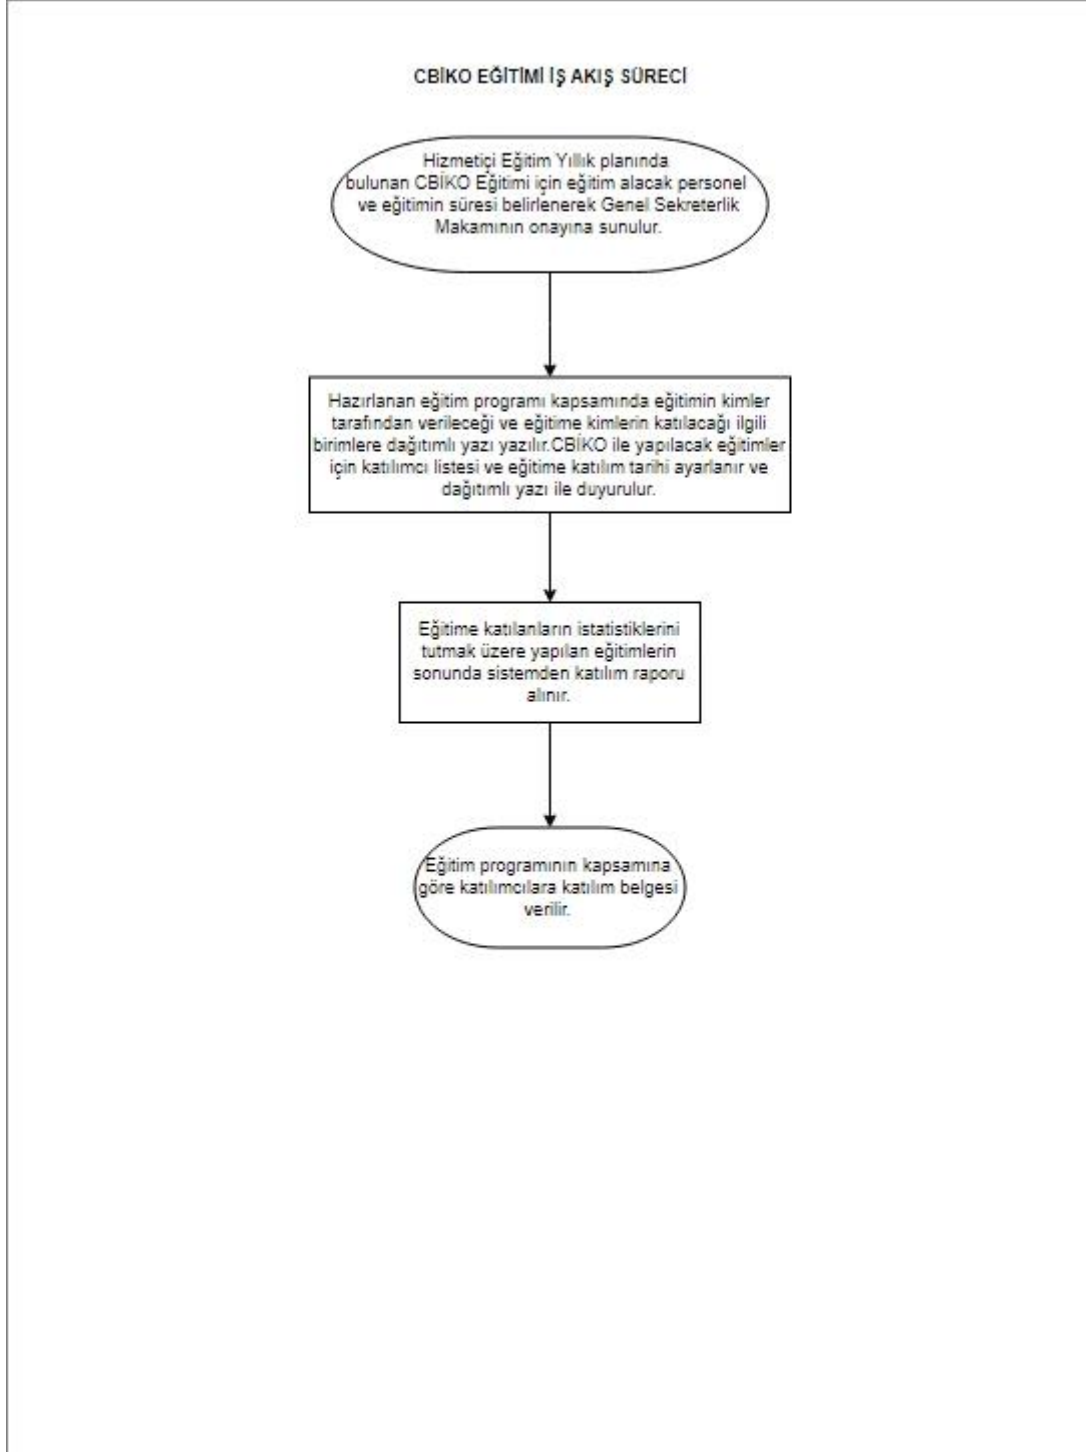 CBİKO EĞİTİMİ İŞ AKIŞ SÜRECİ
Hizmetiçi Eğitim Yıllık planında
bulunan CBİKO Eğitimi için eğitim alacak personel
ve eğitimin süresi belirlenerek Genel Sekreterlik
Makamının onayına sunulur.
Hazırlanan eğitim programı kapsamında eğitimin kimler
tarafından verileceği ve eğitime kimlerin katılacağı ilgili
birimlere dağıtımlı yazı yazılır.CBİKO ile yapılacak eğitimler
için katılımcı listesi ve eğitime katılım tarihi ayarlanır ve
dağıtımlı yazı ile duyurulur.
Eğitime katılanların istatistiklerini
tutmak üzere yapılan eğitimlerin
sonunda sistemden katılım raporu
alınır.
Eğitim programının kapsamına
göre katılımcılara katılım belgesi
verilir.